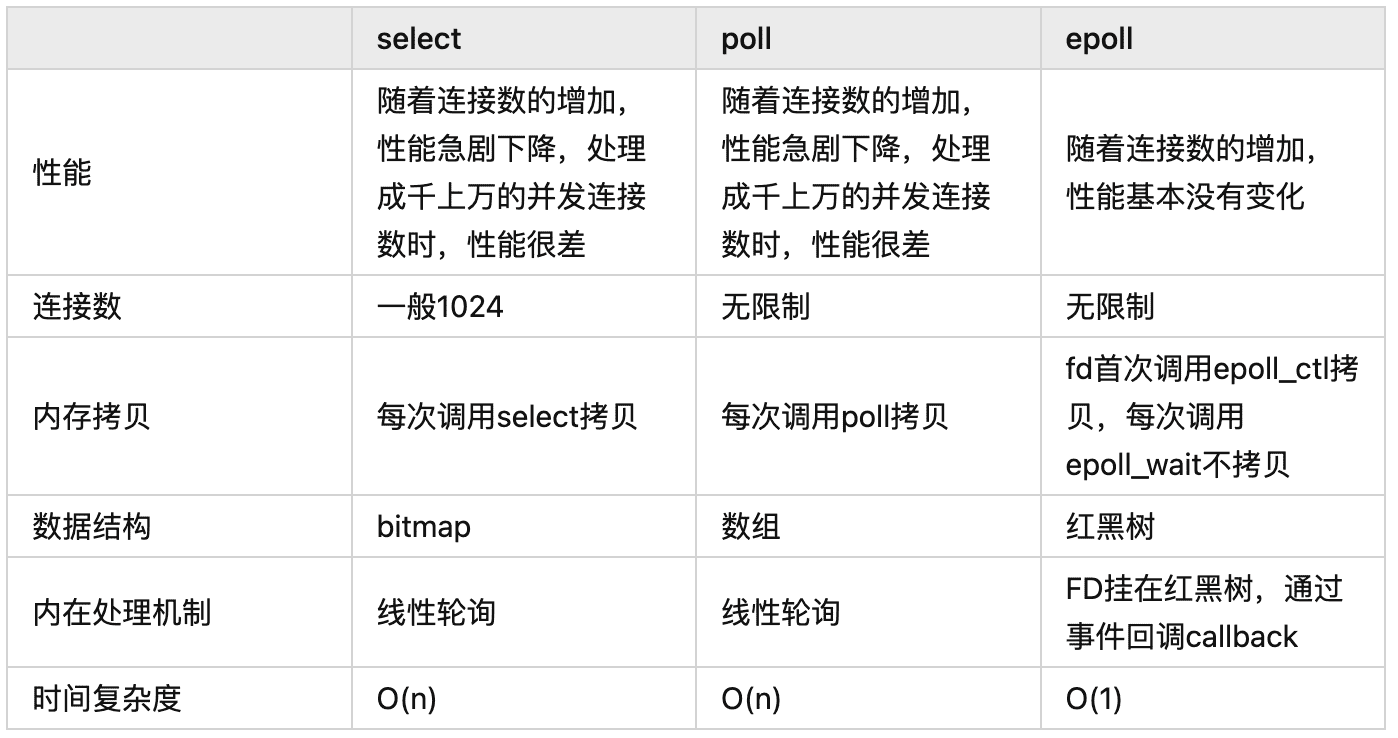 select
poll
epoll
性能
随着连接数的增加，
性能急剧下降，处理
成千上万的并发连接
数时，性能很差
随着连接数的增加，
性能急剧下降，处理
成千上万的并发连接
数时，性能很差
随着连接数的增加，
性能基本没有变化
连接数
一般1024
无限制
无限制
内存拷贝
每次调用select拷贝
每次调用poll拷贝
fd首次调用epoll_ctl拷
贝，每次调用
epoll_wait不拷贝
数据结构
bitmap
数组
红黑树
内在处理机制
线性轮询
线性轮询
FD挂在红黑树，通过
事件回调callback
时间复杂度
O(n)
O(n)
O(1)